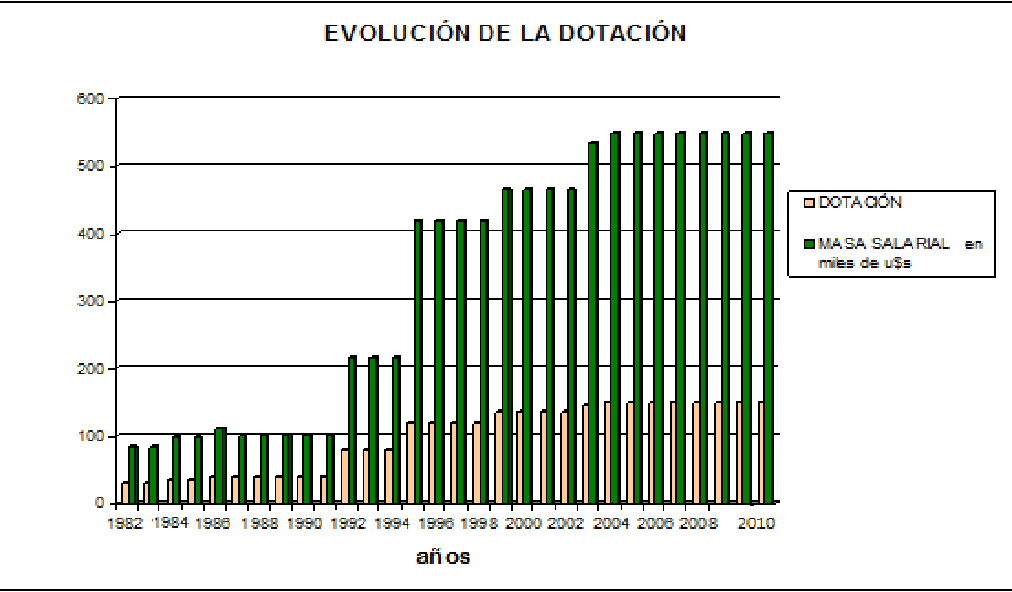 EVOLUCIÓN DE LA DOTACIÓN
600
500
400
300
200
100
0
1982 1984 1986 1988 1990 1992 1994 1996 1998 2000 2002 2004 2006 2008 2010
años
DOTACIÓN
MASA SALARIAL en
miles de u$s